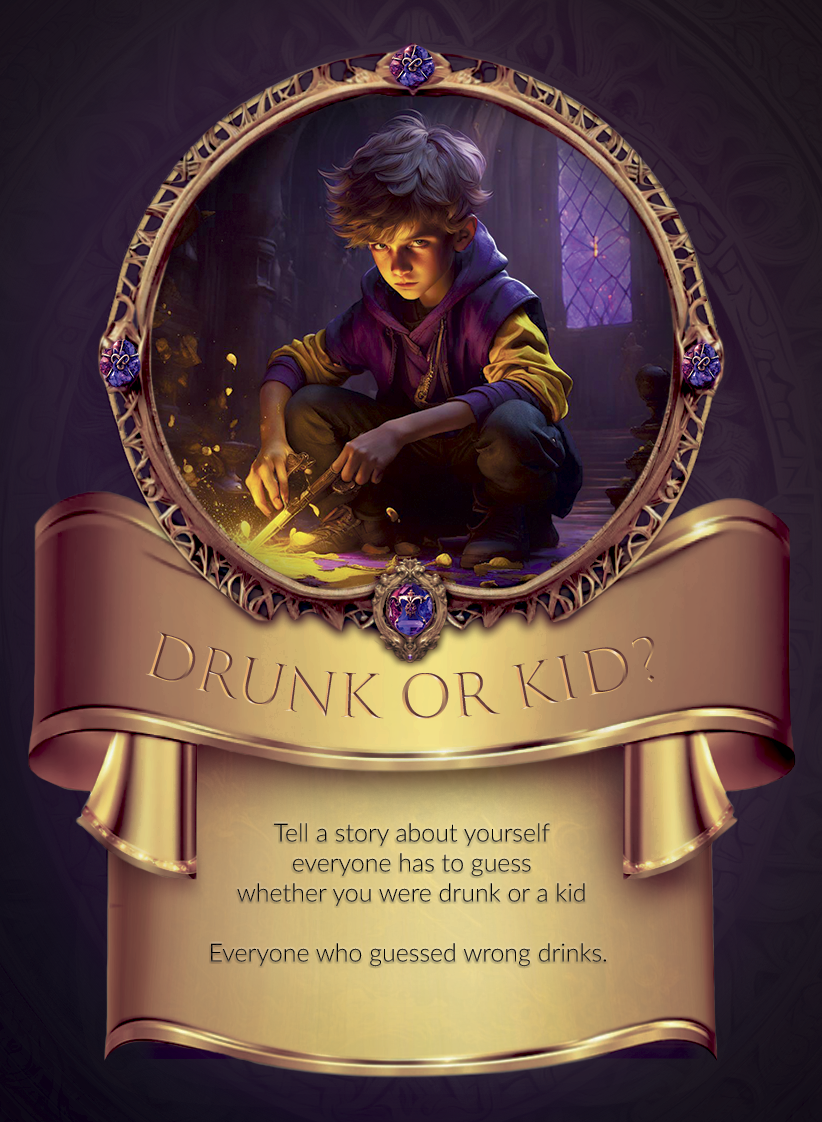 DRUNK OR KID?
Tell a story about yourself
everyone has to guess
whether you were drunk or a kid
Everyone who guessed wrong drinks.